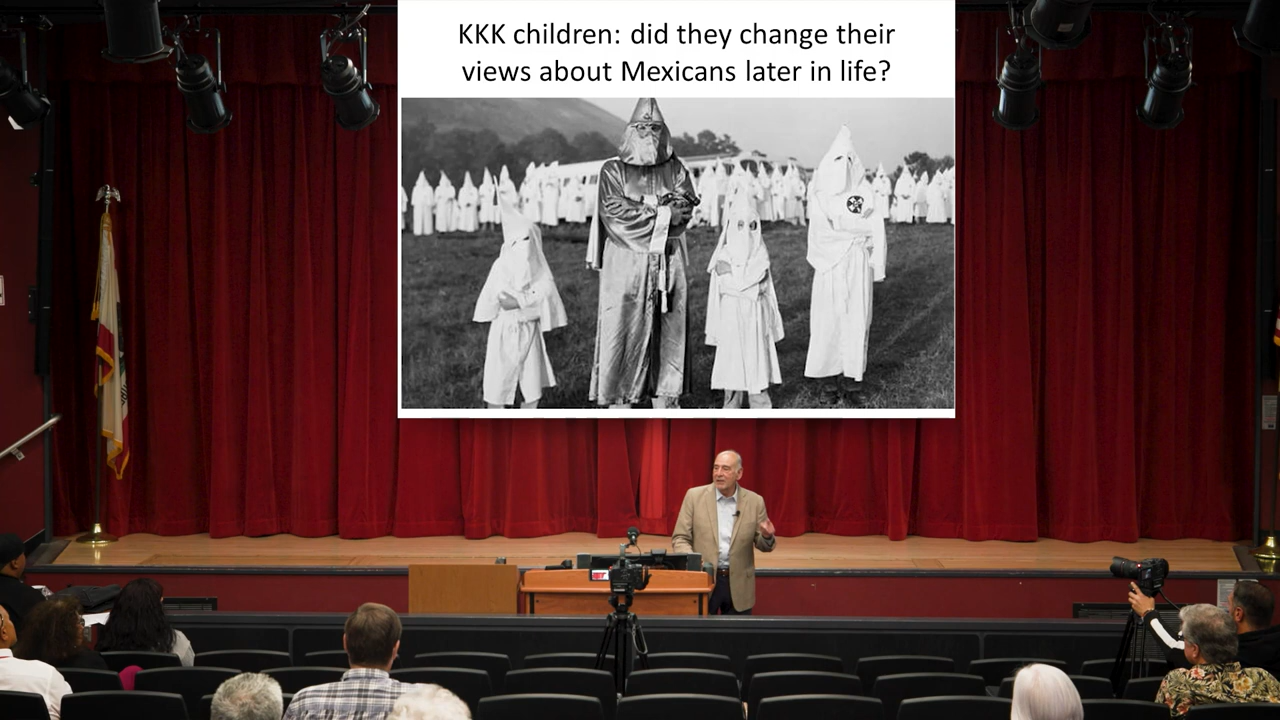 KKK children: did they change their
views about Mexicans later in life?